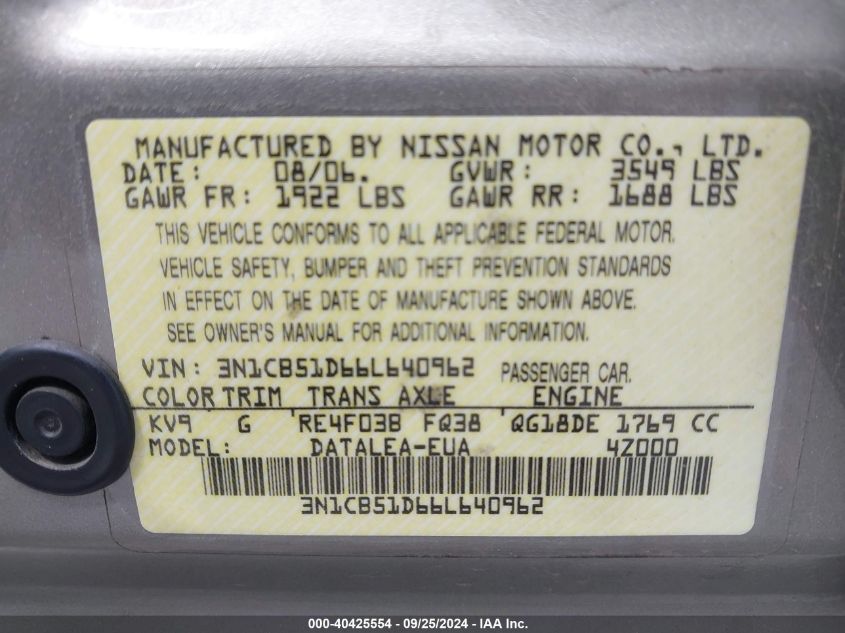 MANUFACTURED BY NISSAN MOTOR CO., LTD.
DATE: 08/06. GVWR: 3549 LBS
GAWR FR: 1922 LBS GAWR RR: 1688 LBS
THIS VEHICLE CONFORMS TO ALL APPLICABLE FEDERAL MOTOR.
VEHICLE SAFETY, BUMPER AND THEFT PREVENTION STANDARDS
IN EFFECT ON THE DATE OF MANUFACTURE SHOWN ABOVE.
SEE OWNER'S MANUAL FOR ADDITIONAL INFORMATION.
VIN: 3N1CB51D66L640962 PASSENGER CAR.
COLOR TRIM TRANS AXLE ENGINE
KV9 G RE4F03B FQ38 QG18DE 1769 CC
MODEL: DATALEA-EUA 4Z000
3N1CB51D66L640962
000-40425554 - 09/25/2024 - IAA Inc.